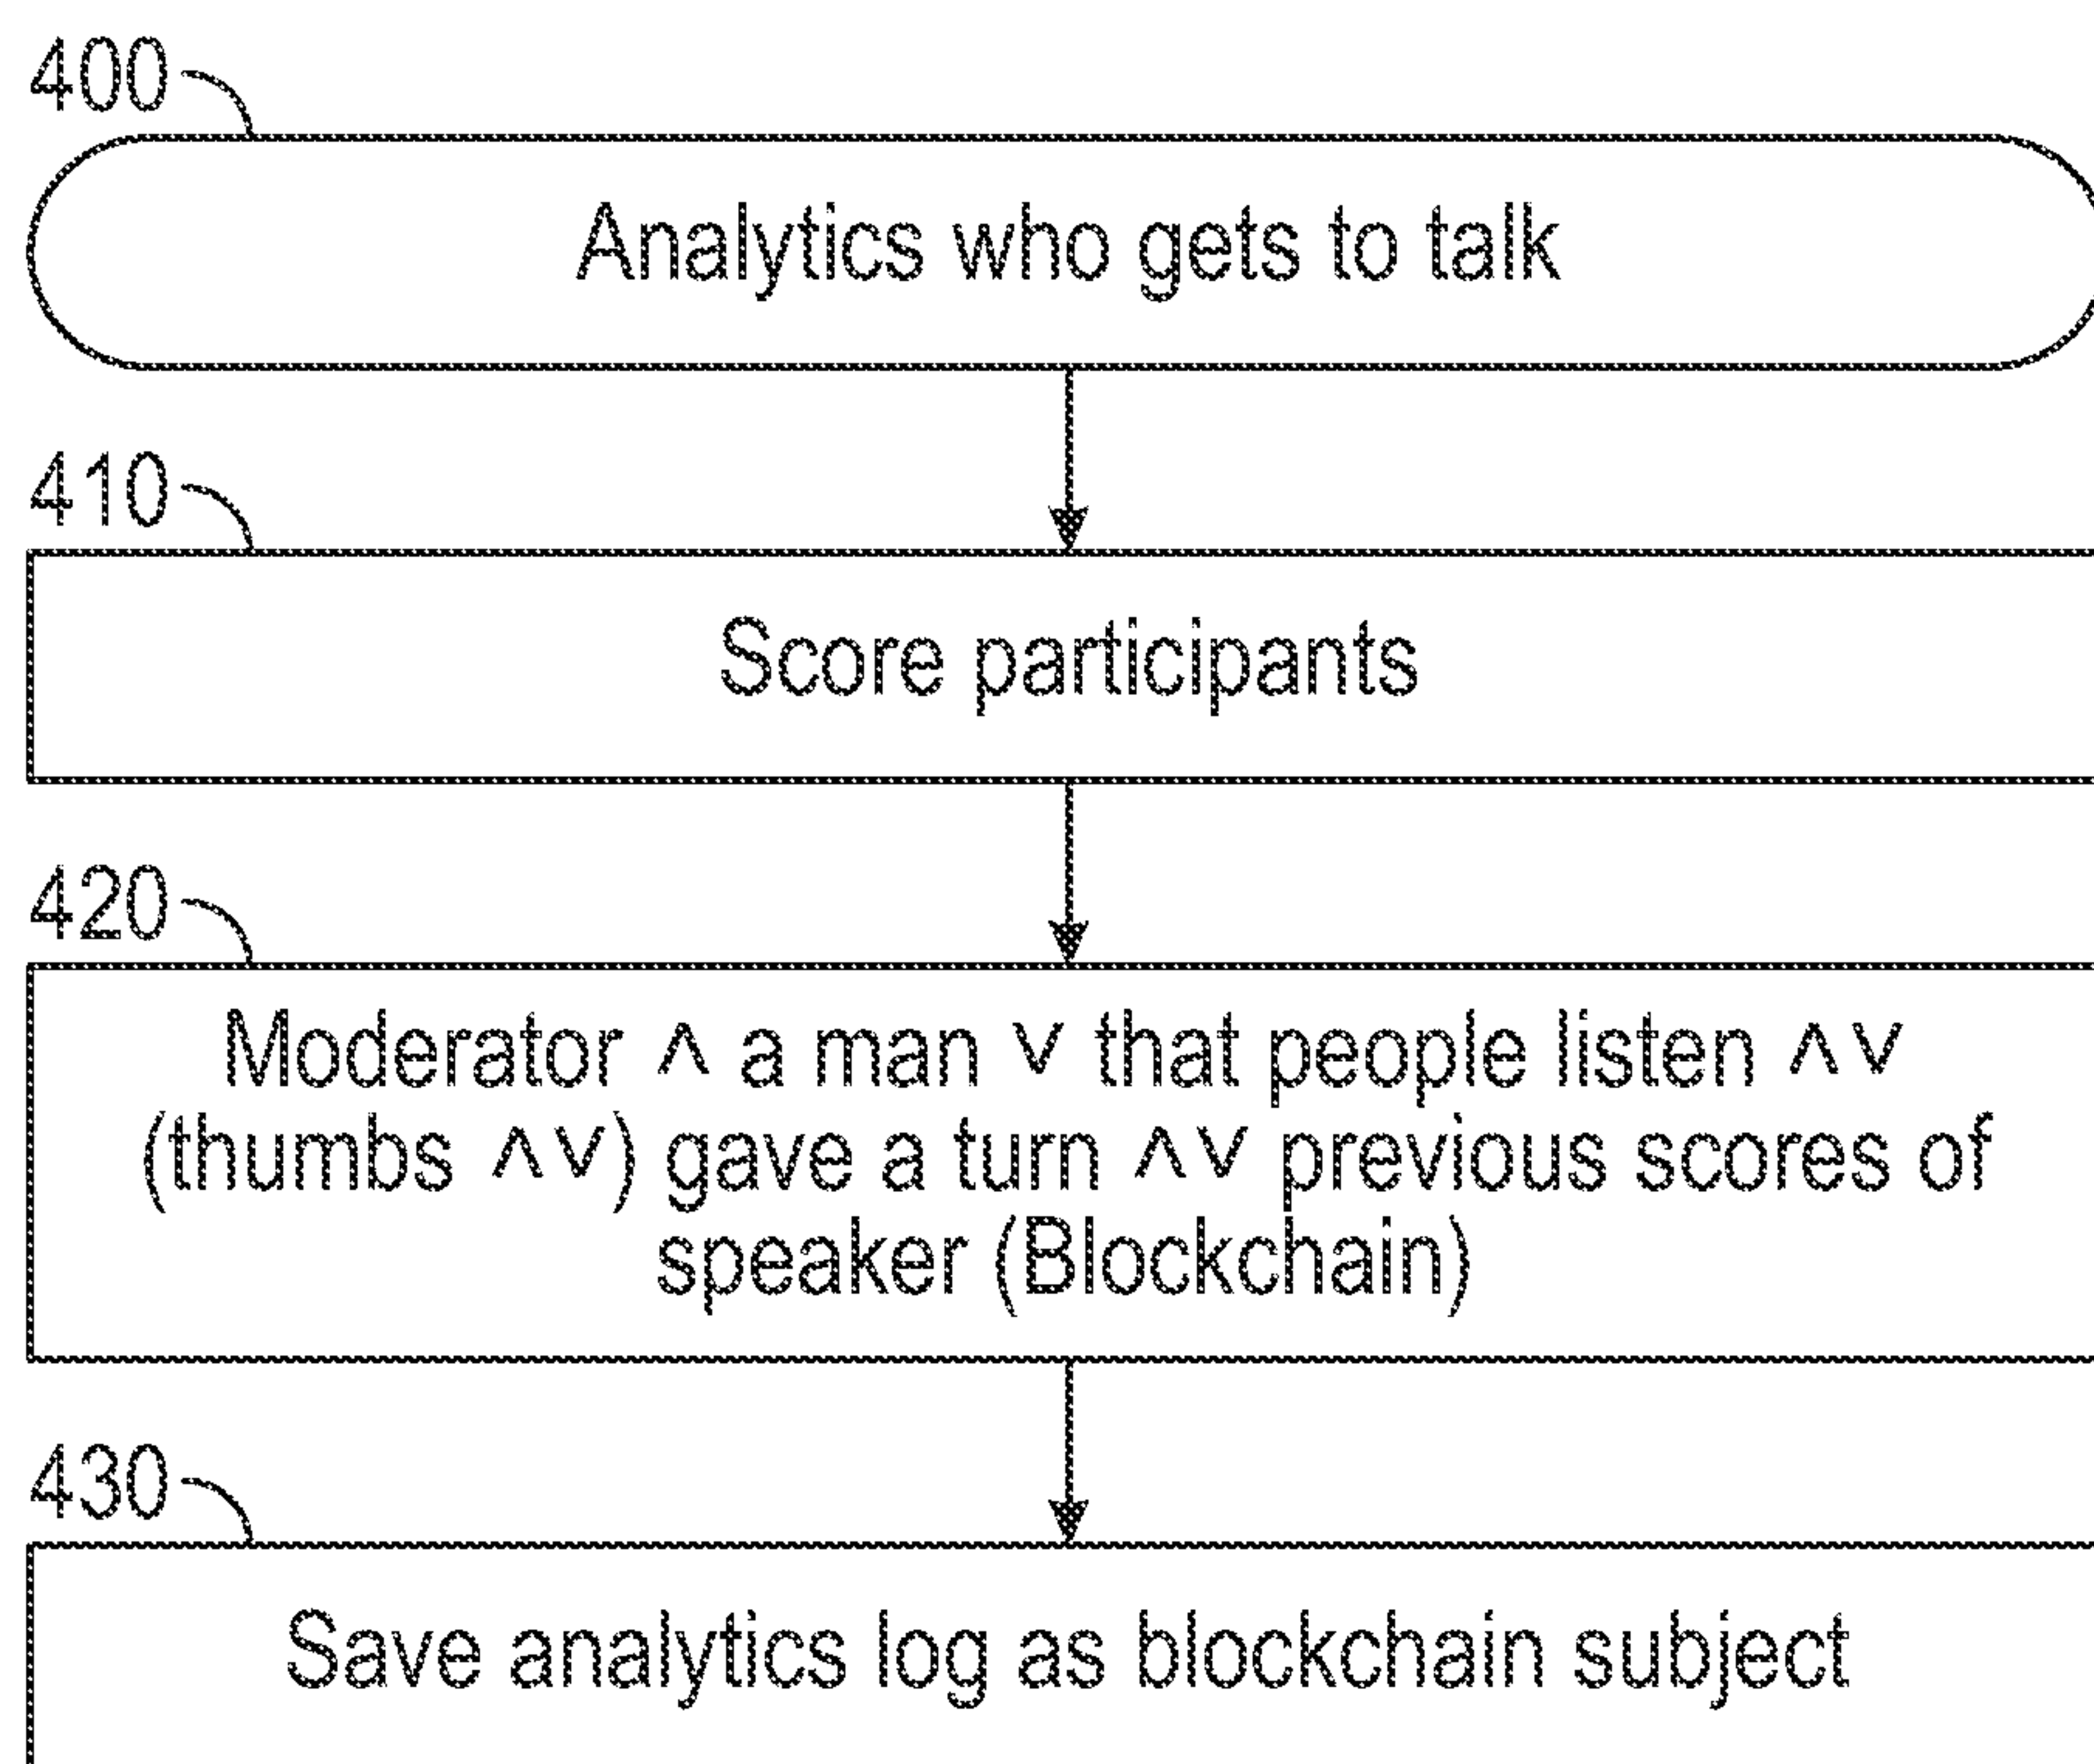 400
Analytics who gets to talk
410
Score participants
420
Moderator ∧ a man ∨ that people listen ∧∨
(thumbs ∧∨) gave a turn ∧∨ previous scores of
speaker (Blockchain)
430
Save analytics log as blockchain subject